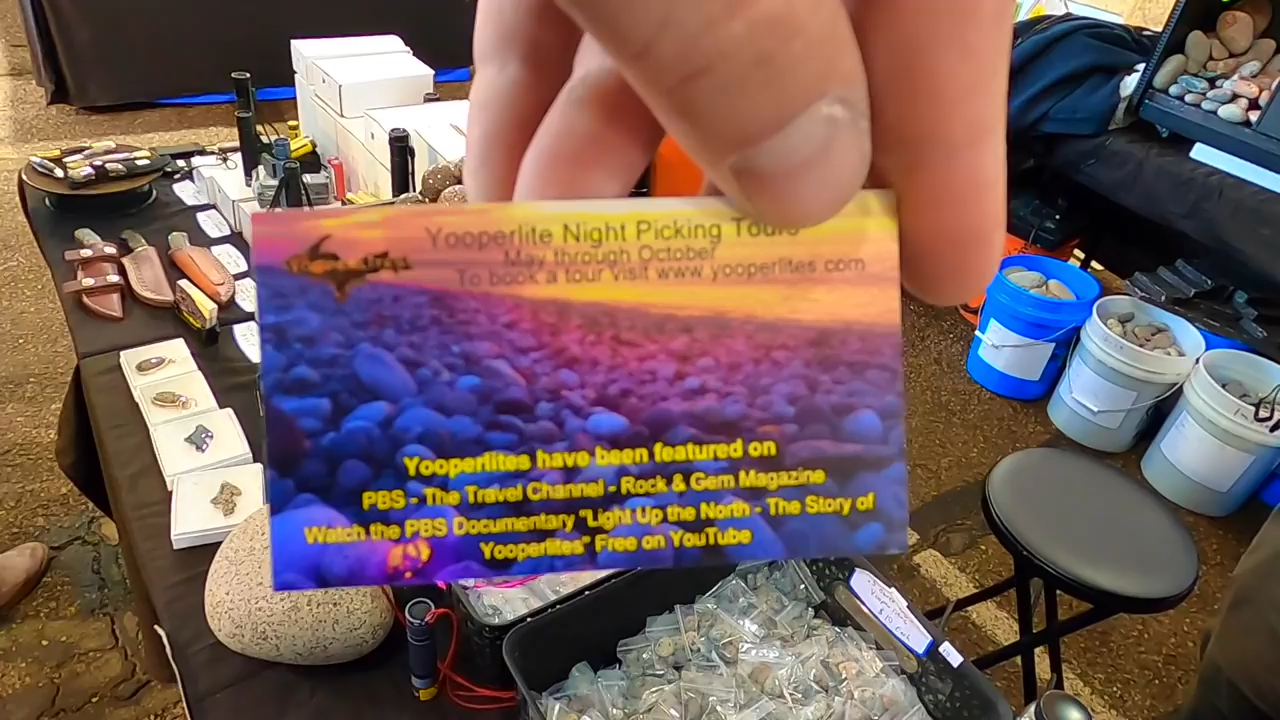 Yooperlite Night Picking Tours
May through October
To book a tour visit www.yooperlites.com
Yooperlites have been featured on
PBS - The Travel Channel - Rock & Gem Magazine
Watch the PBS Documentary "Light Up the North - The Story of
Yooperlites" Free on YouTube
$10 each